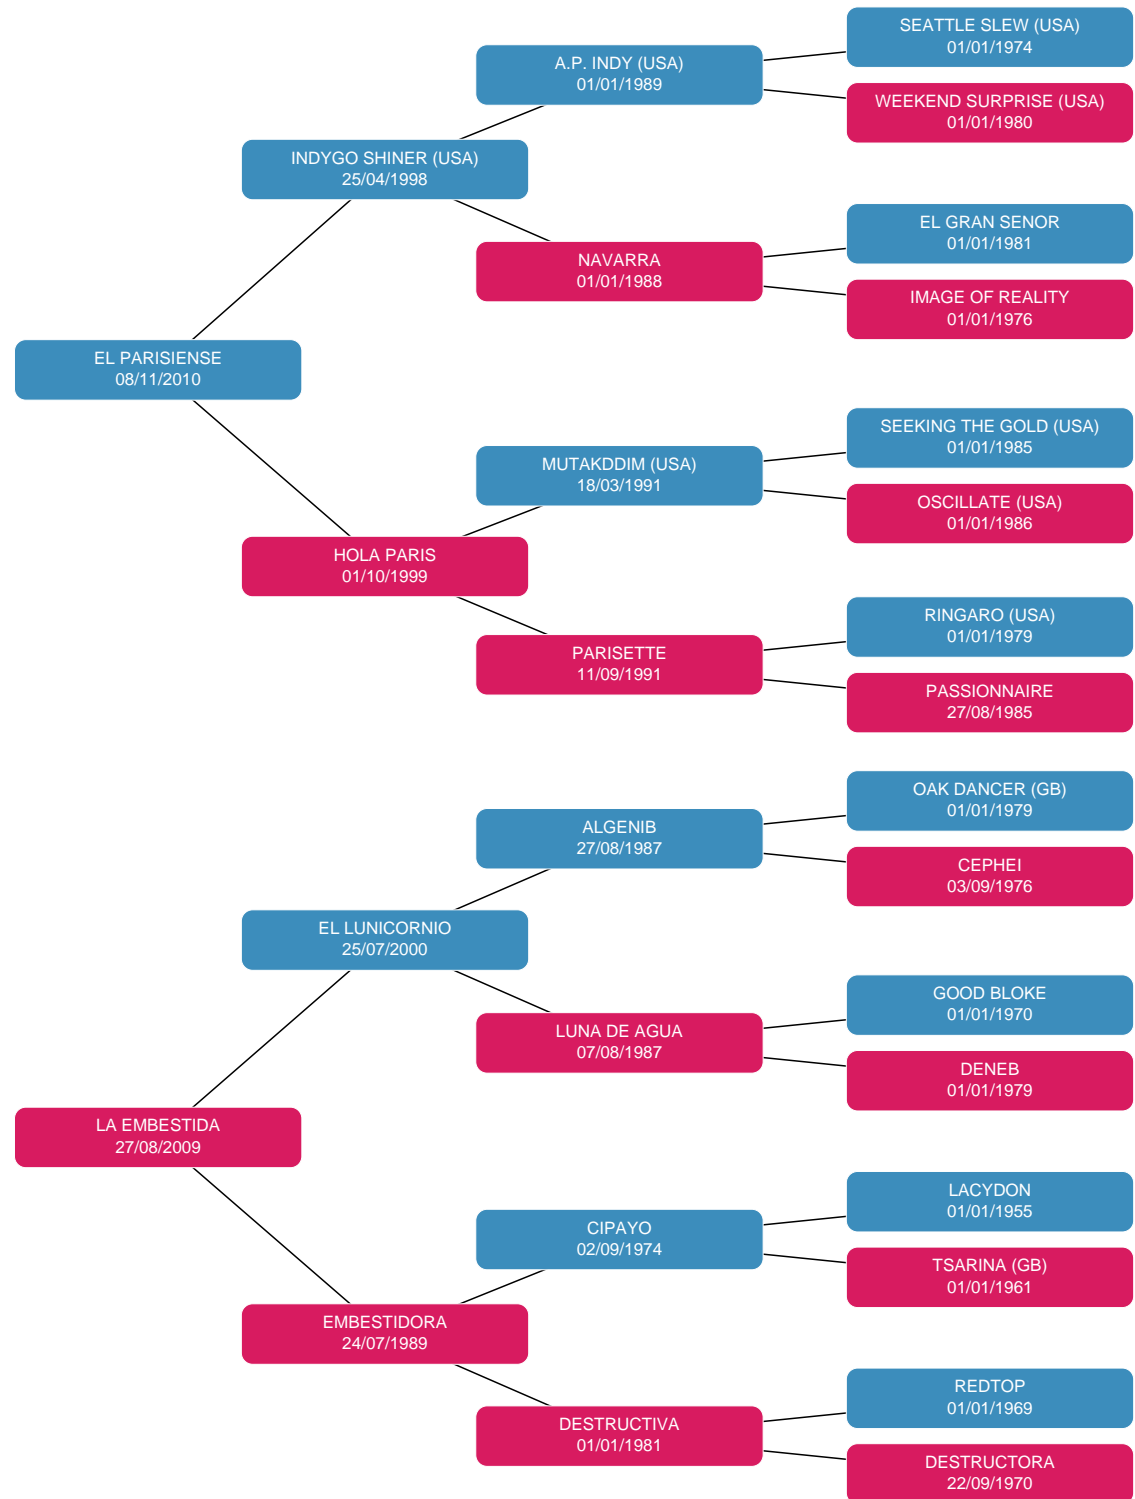 SEATTLE SLEW (USA)
01/01/1974
A.P. INDY (USA)
01/01/1989
WEEKEND SURPRISE (USA)
01/01/1980
INDYGO SHINER (USA)
25/04/1998
EL GRAN SENOR
01/01/1981
NAVARRA
01/01/1988
IMAGE OF REALITY
01/01/1976
EL PARISIENSE
08/11/2010
SEEKING THE GOLD (USA)
01/01/1985
MUTAKDDIM (USA)
18/03/1991
OSCILLATE (USA)
01/01/1986
HOLA PARIS
01/10/1999
RINGARO (USA)
01/01/1979
PARISETTE
11/09/1991
PASSIONNAIRE
27/08/1985
OAK DANCER (GB)
01/01/1979
ALGENIB
27/08/1987
CEPHEI
03/09/1976
EL LUNICORNIO
25/07/2000
GOOD BLOKE
01/01/1970
LUNA DE AGUA
07/08/1987
DENEB
01/01/1979
LA EMBESTIDA
27/08/2009
LACYDON
01/01/1955
CIPAYO
02/09/1974
TSARINA (GB)
01/01/1961
EMBESTIDORA
24/07/1989
REDTOP
01/01/1969
DESTRUCTIVA
01/01/1981
DESTRUCTORA
22/09/1970